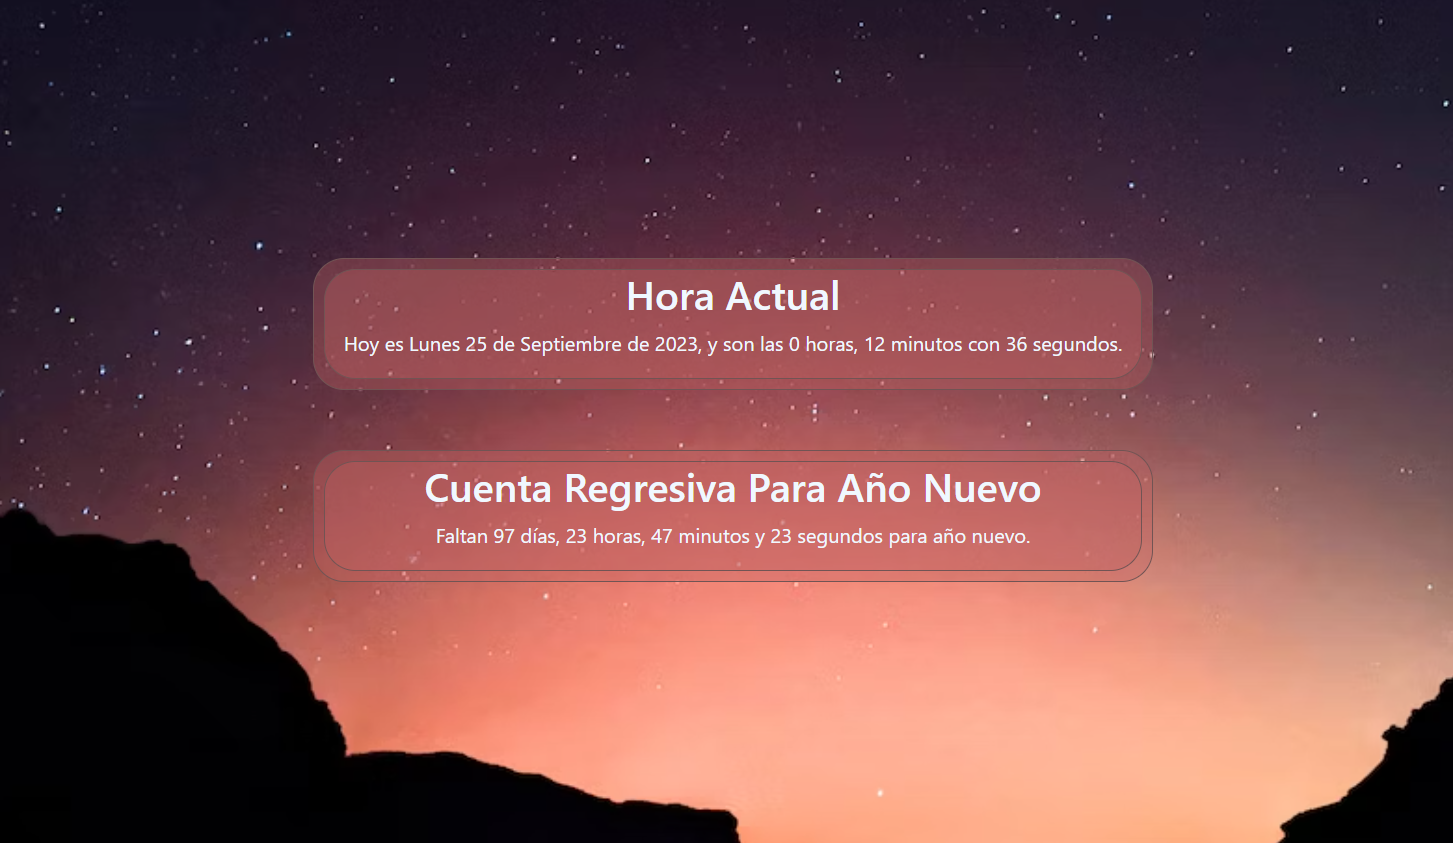 Hora Actual
Hoy es Lunes 25 de Septiembre de 2023, y son las 0 horas, 12 minutos con 36 segundos.
Cuenta Regresiva Para Año Nuevo
Faltan 97 días, 23 horas, 47 minutos y 23 segundos para año nuevo.